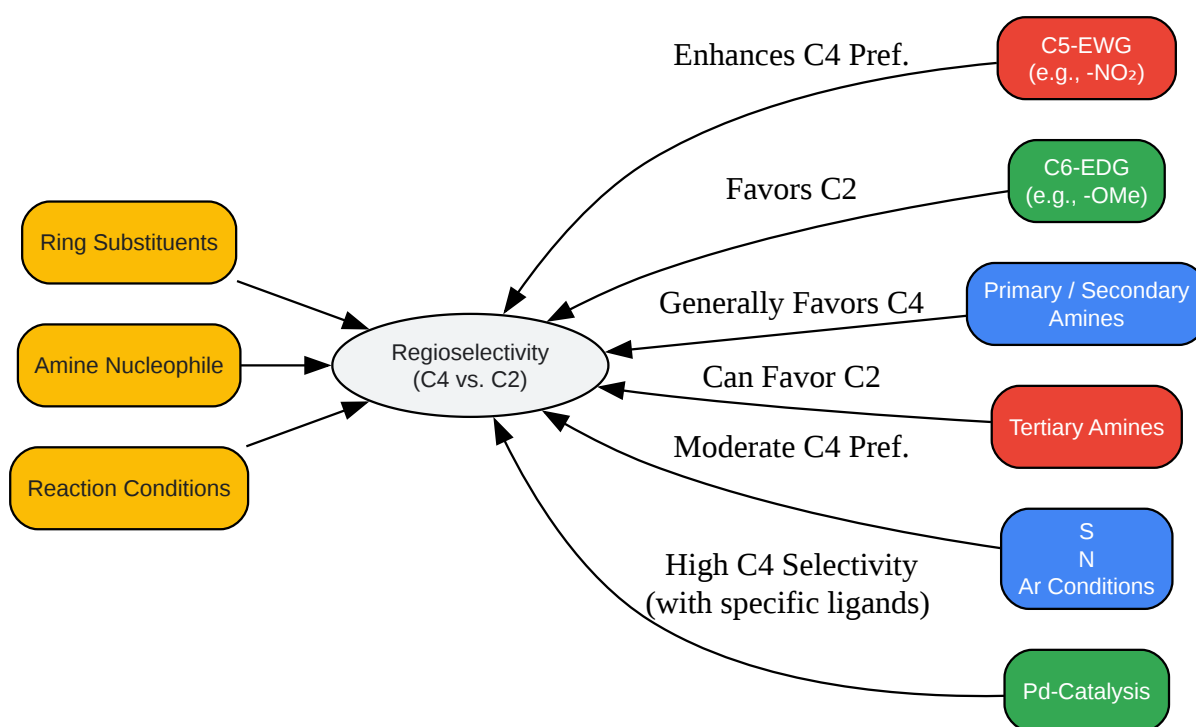 Ring Substituents
Amine Nucleophile
Reaction Conditions
Regioselectivity
(C4 vs. C2)
Enhances C4 Pref.
Favors C2
Generally Favors C4
Can Favor C2
Moderate C4 Pref.
High C4 Selectivity
(with specific ligands)
C5-EWG
(e.g., -NO₂)
C6-EDG
(e.g., -OMe)
Primary / Secondary
Amines
Tertiary Amines
S
N
Ar Conditions
Pd-Catalysis